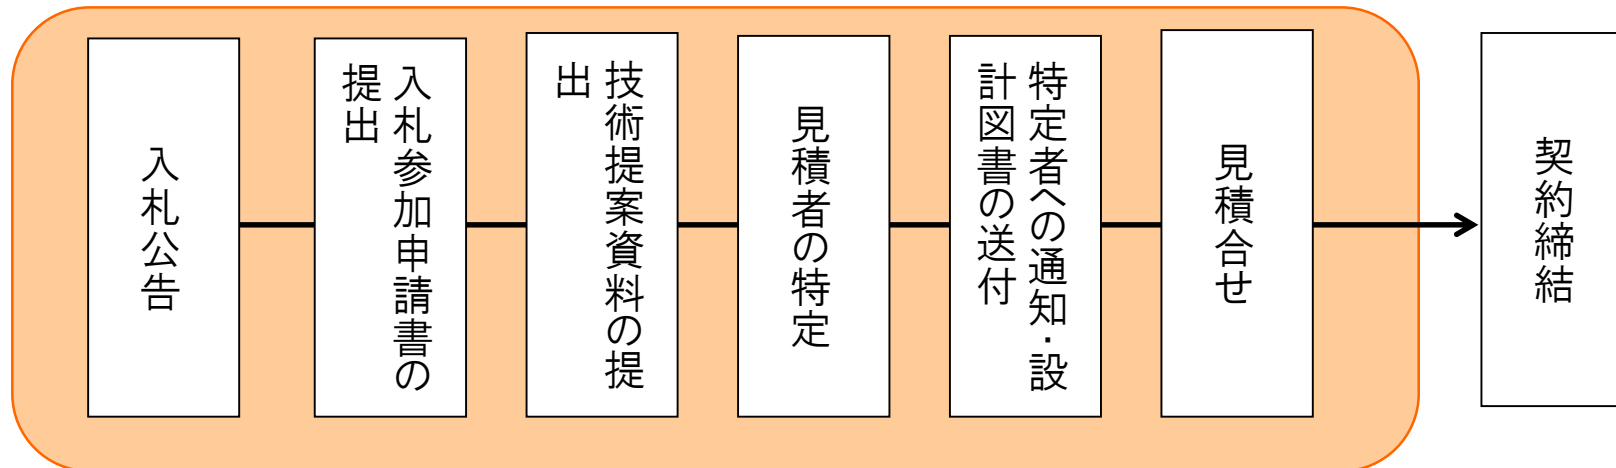 入札公告
入札参加申請書の
提出
技術提案資料の提
出
見積者の特定
特定者への通知・設
計図書の送付
見積合せ
契約締結